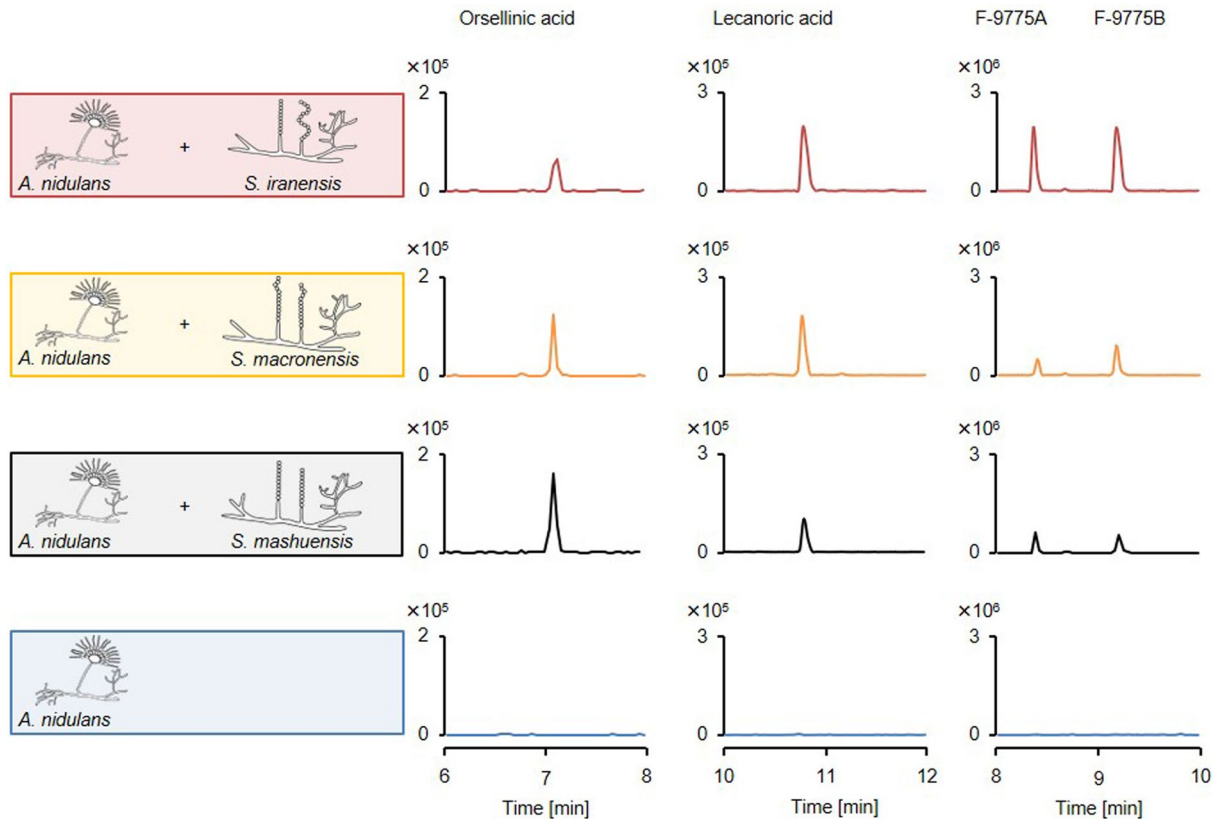 Orsellinic acid Lecanoric acid F-9775A F-9775B
×10⁵ ×10⁵ ×10⁶
2 3 3
A. nidulans + S. iranensis
0 0 0
×10⁵ ×10⁵ ×10⁶
2 3 3
A. nidulans + S. macronensis
0 0 0
×10⁵ ×10⁵ ×10⁶
2 3 3
A. nidulans + S. mashuensis
0 0 0
×10⁵ ×10⁵ ×10⁶
2 3 3
A. nidulans
0 0 0
6 7 8 10 11 12 8 9 10
Time [min] Time [min] Time [min]